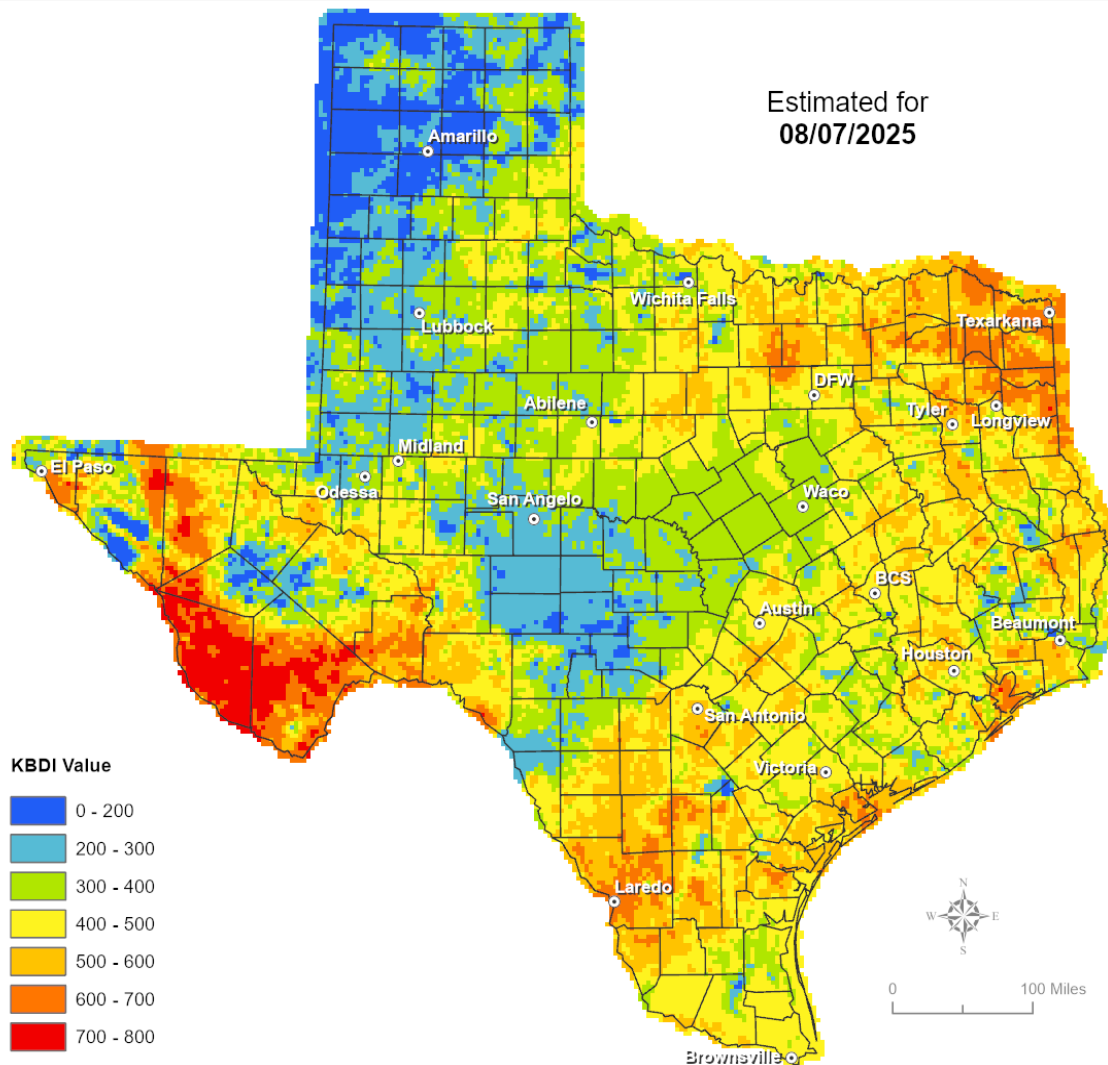 Estimated for
08/07/2025
Amarillo
Wichita Falls
Lubbock
Texarkana
DFW
Abilene
Tyler
Longview
Midland
El Paso
Odessa
San Angelo
Waco
BCS
Austin
Beaumont
Houston
San Antonio
Victoria
Laredo
Brownsville
KBDI Value
0 - 200
200 - 300
300 - 400
400 - 500
500 - 600
600 - 700
700 - 800
N
W
E
S
0
100 Miles